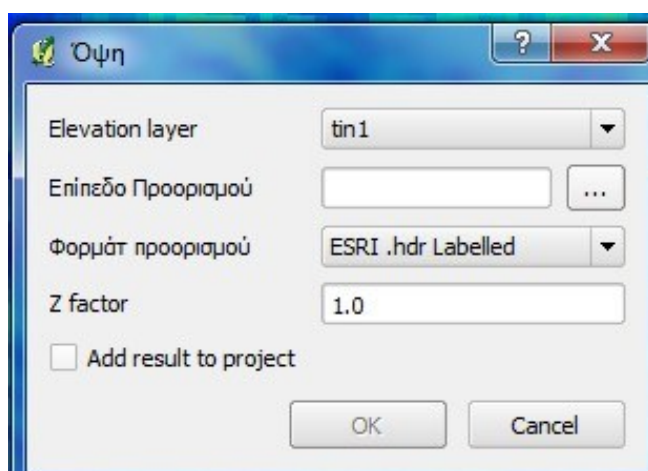 Όψη
Elevation layer tin1
Επίπεδο Προορισμού ...
Φορμάτ προορισμού ESRI .hdr Labelled
Z factor 1.0
Add result to project
OK Cancel